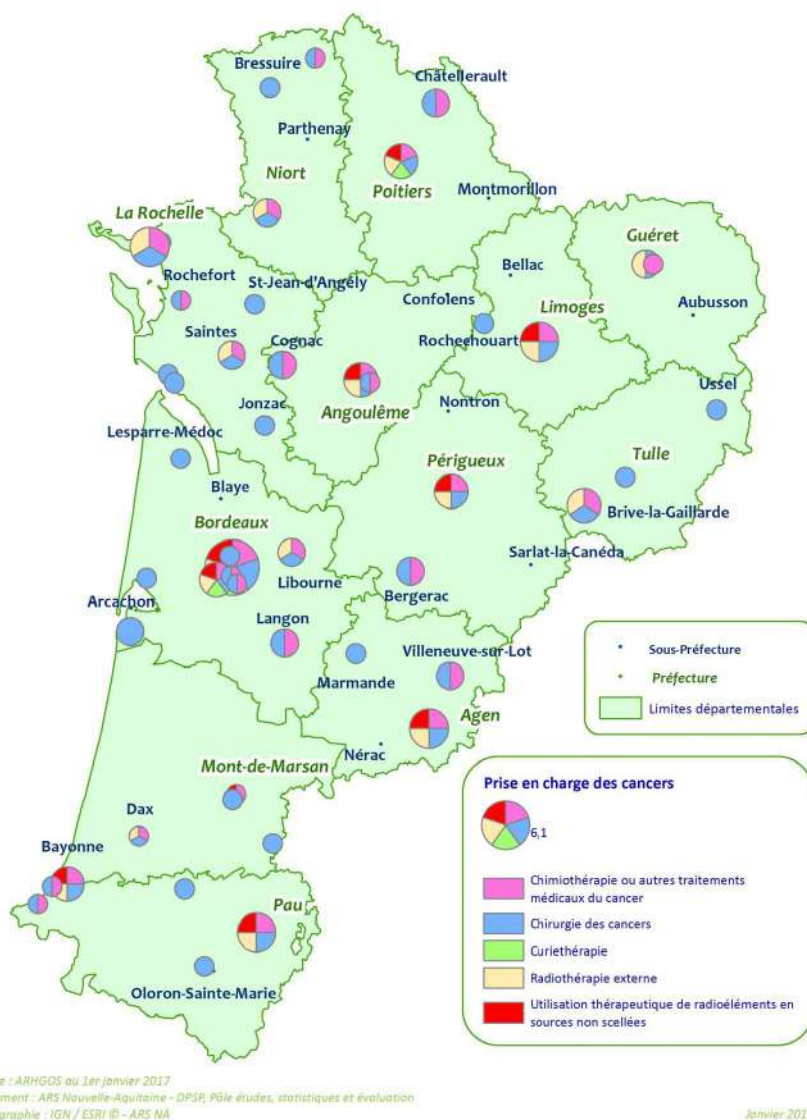 Bressuire
Châtellerault
Parthenay
Niort
Poitiers
Montmorillon
La Rochelle
Guéret
Rochefort
St-Jean-d'Angély
Bellac
Confolens
Limoges
Aubusson
Saintes
Cognac
Rochechouart
Angoulême
Ussel
Jonzac
Nontron
Lesparre-Médoc
Périgueux
Tulle
Blaye
Brive-la-Gaillarde
Bordeaux
Sarlat-la-Canéda
Libourne
Bergerac
Arcachon
Langon
Villeneuve-sur-Lot
Marmande
Agen
Nérac
Mont-de-Marsan
Dax
Bayonne
Pau
Oloron-Sainte-Marie
Sous-Préfecture
Préfecture
Limites départementales
Prise en charge des cancers
6,1
Chimiothérapie ou autres traitements
médicaux du cancer
Chirurgie des cancers
Curiethérapie
Radiothérapie externe
Utilisation thérapeutique de radioéléments en
sources non scellées
e : ARHGOS au 1er janvier 2017
ement : ARS Nouvelle-Aquitaine - DPSP, Pôle études, statistiques et évaluation
ographie : IGN / ESRI © - ARS NA
Janvier 201